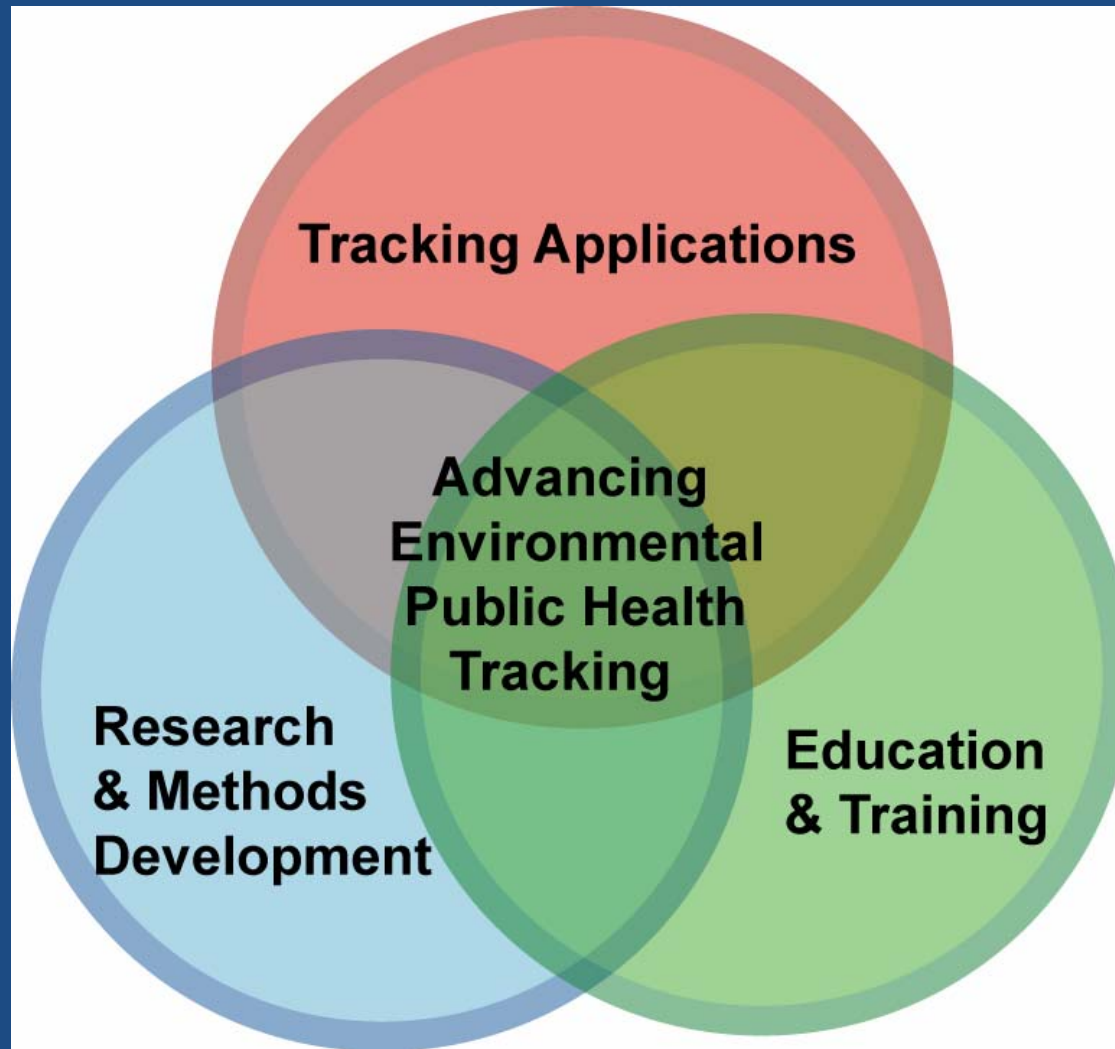 Tracking Applications
Advancing
Environmental
Public Health
Tracking
Research
& Methods
Development
Education
& Training